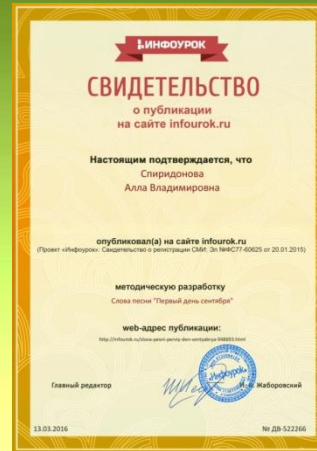 ИНФОУРОК
СВИДЕТЕЛЬСТВО
о публикации
на сайте infourok.ru
Настоящим подтверждается, что
Спиридонова
Алла Владимировна
опубликовал(а) на сайте infourok.ru
(Проект «Инфоурок». Свидетельство о регистрации СМИ: Эл №ФС77-60625 от 20.01.2015)
методическую разработку
Слова песни "Первый день сентября"
web-адрес публикации:
Главный редактор
Жаборовский
Инфоурок
13.03.2016
№ ДВ-522266